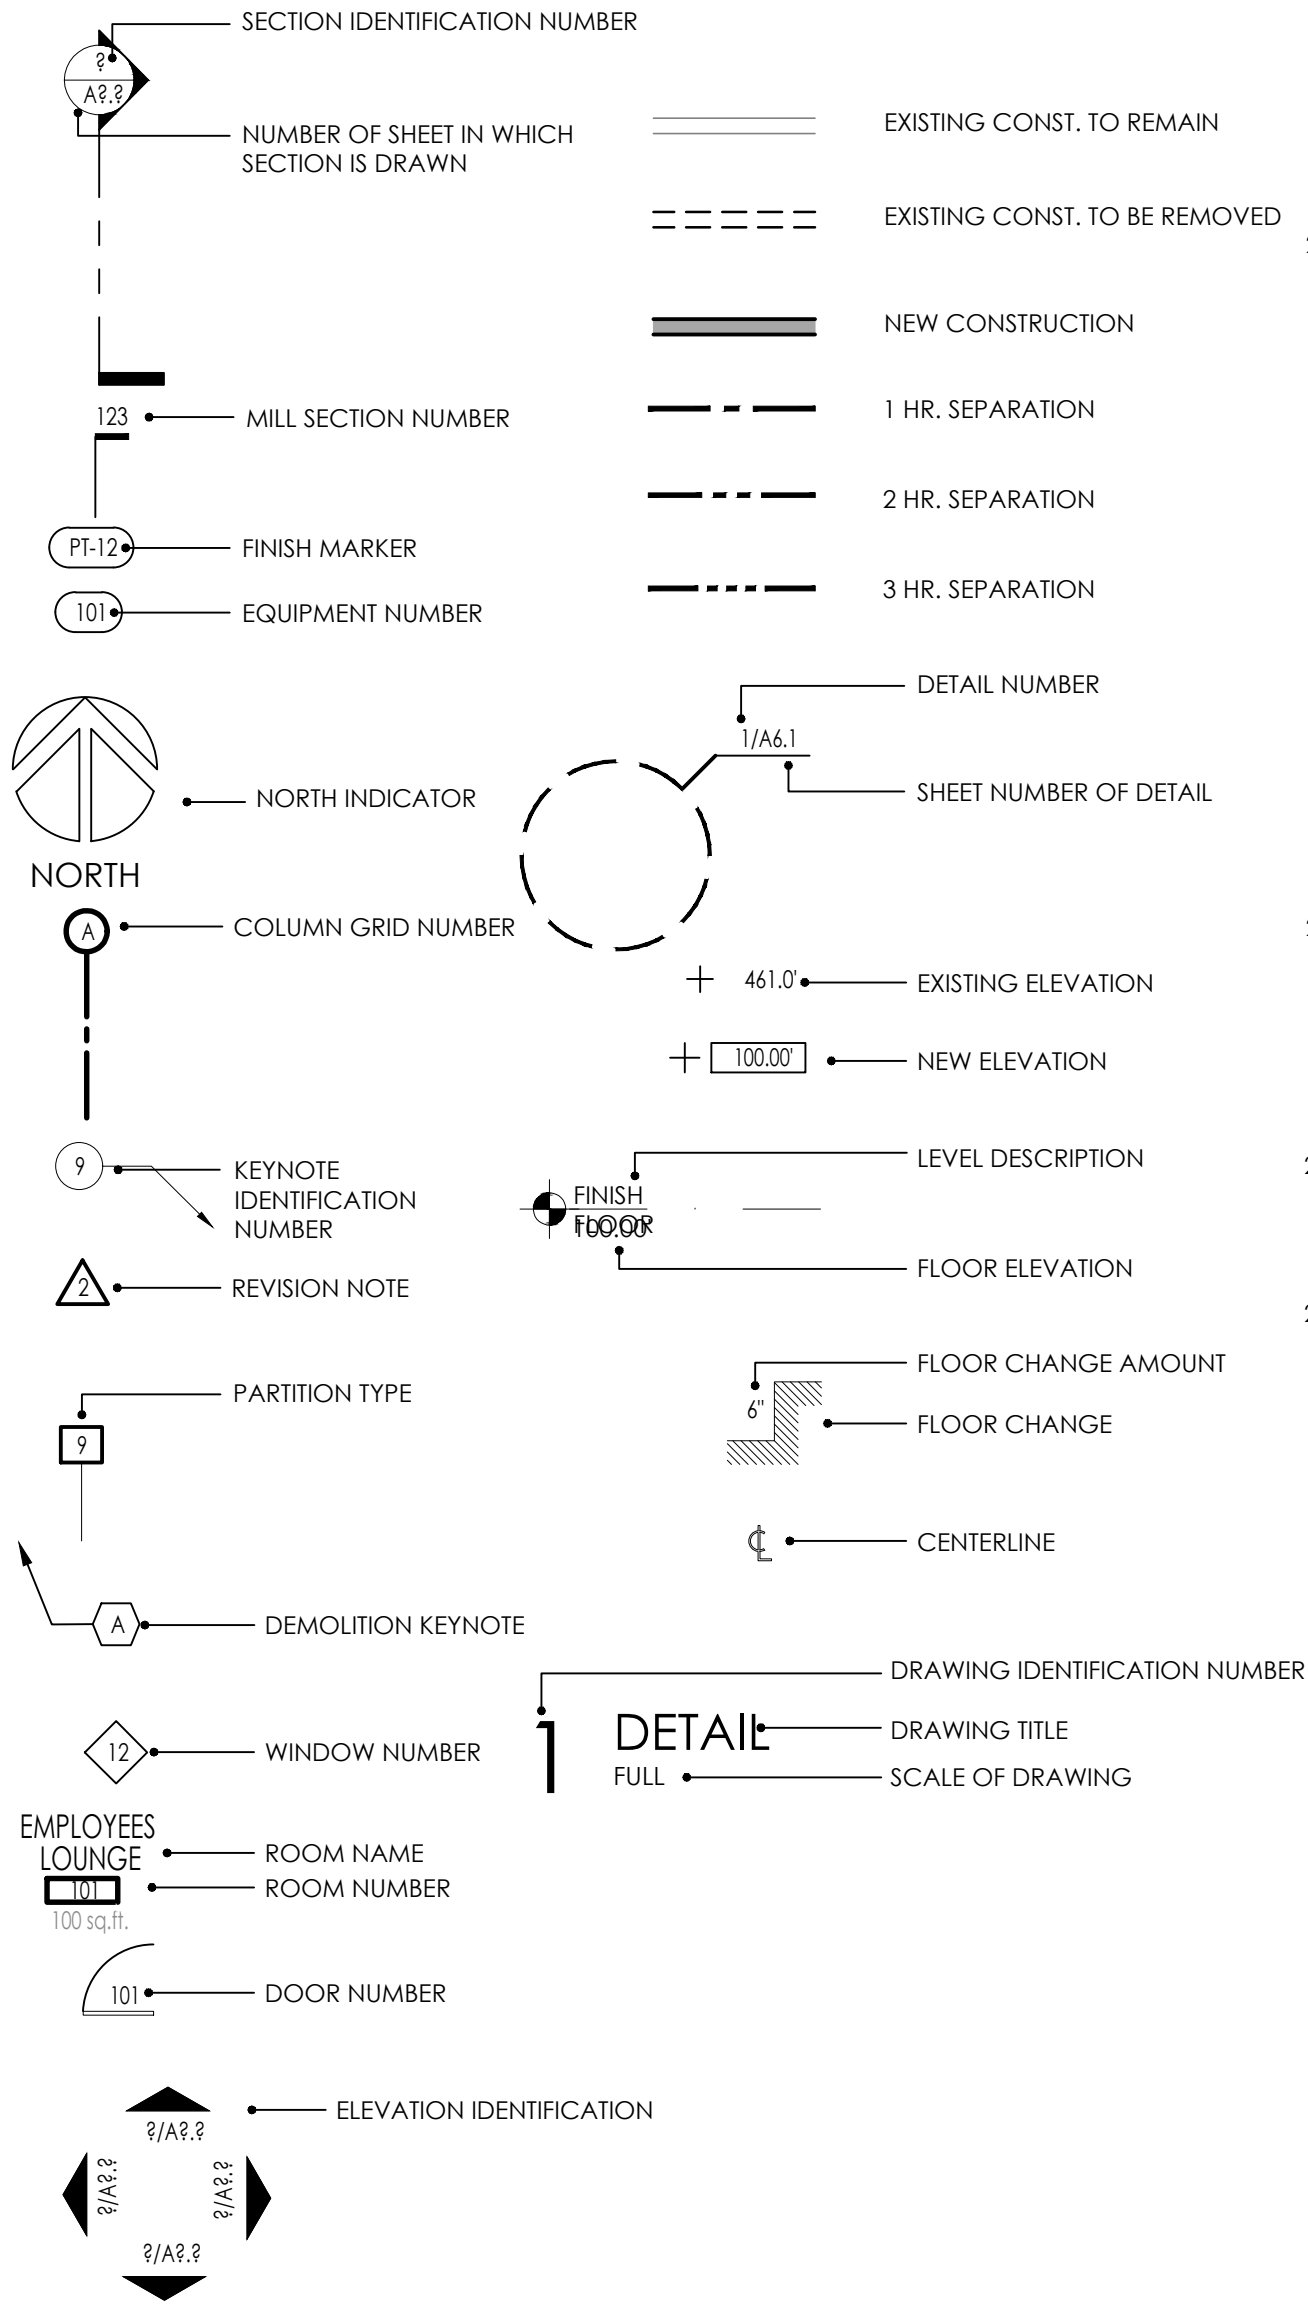 SECTION IDENTIFICATION NUMBER
?
A?.?
NUMBER OF SHEET IN WHICH
SECTION IS DRAWN
123
MILL SECTION NUMBER
PT-12
FINISH MARKER
101
EQUIPMENT NUMBER
NORTH INDICATOR
NORTH
A
COLUMN GRID NUMBER
9
KEYNOTE
IDENTIFICATION
NUMBER
2
REVISION NOTE
PARTITION TYPE
9
A
DEMOLITION KEYNOTE
12
WINDOW NUMBER
EMPLOYEES
LOUNGE
ROOM NAME
101
ROOM NUMBER
100 sq.ft.
101
DOOR NUMBER
ELEVATION IDENTIFICATION
?/A?.?
?/A?.?
?/A?.?
?/A?.?
EXISTING CONST. TO REMAIN
EXISTING CONST. TO BE REMOVED
NEW CONSTRUCTION
1 HR. SEPARATION
2 HR. SEPARATION
3 HR. SEPARATION
DETAIL NUMBER
1/A6.1
SHEET NUMBER OF DETAIL
461.0'
EXISTING ELEVATION
100.00'
NEW ELEVATION
LEVEL DESCRIPTION
FINISH
FLOOR
100.00'
FLOOR ELEVATION
FLOOR CHANGE AMOUNT
6"
FLOOR CHANGE
℄
CENTERLINE
DRAWING IDENTIFICATION NUMBER
1
DETAIL
DRAWING TITLE
FULL
SCALE OF DRAWING